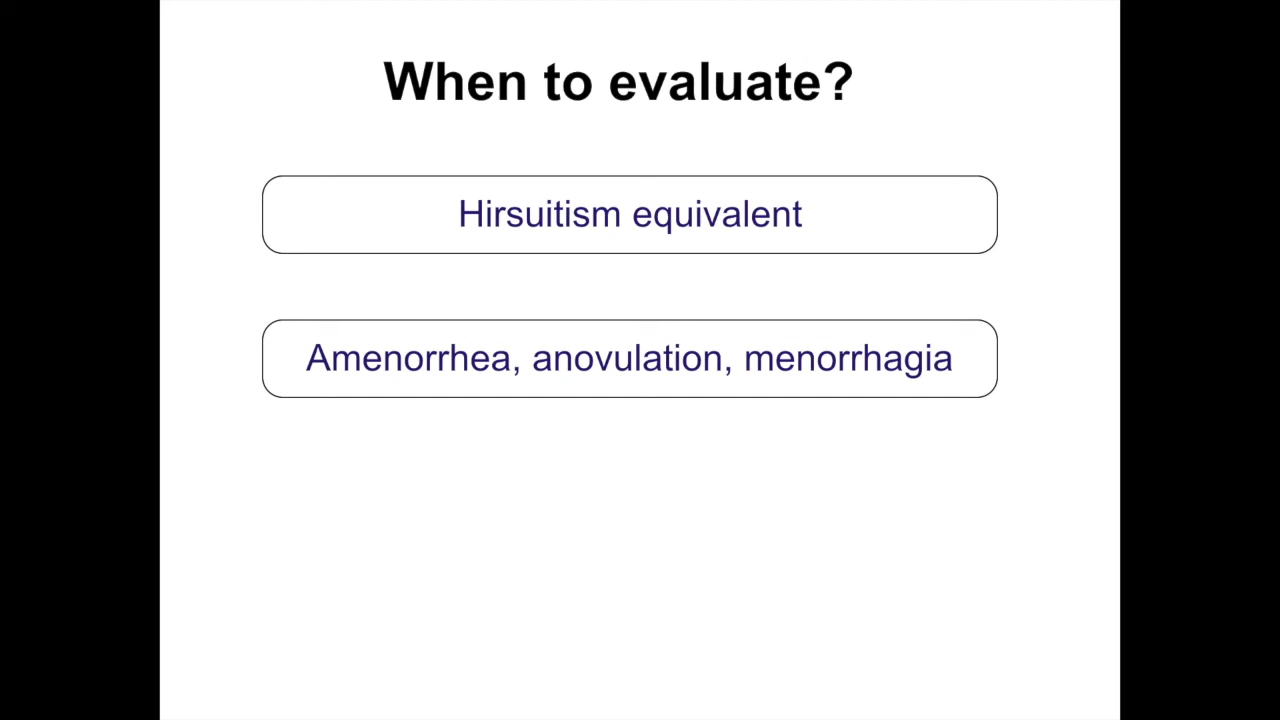 When to evaluate?
Hirsuitism equivalent
Amenorrhea, anovulation, menorrhagia